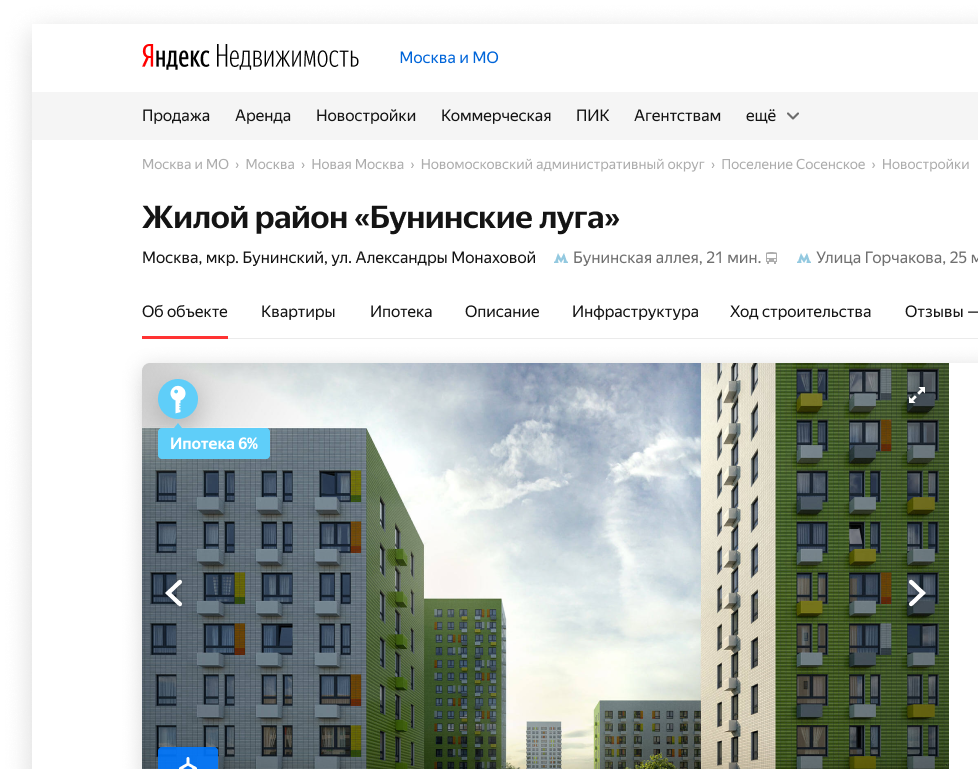 Яндекс Недвижимость Москва и МО
Продажа Аренда Новостройки Коммерческая ПИК Агентствам ещё
Москва и МО › Москва › Новая Москва › Новомосковский административный округ › Поселение Сосенское › Новостройки
Жилой район «Бунинские луга»
Москва, мкр. Бунинский, ул. Александры Монаховой Бунинская аллея, 21 мин. Улица Горчакова, 25 м
Об объекте Квартиры Ипотека Описание Инфраструктура Ход строительства Отзывы —
Ипотека 6%